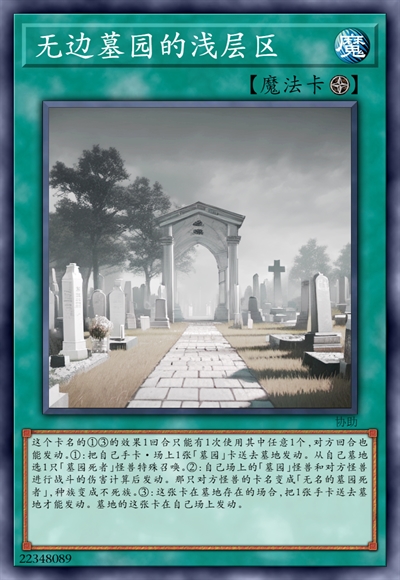 无边墓园的浅层区
魔
【魔法卡】
协助
这个卡名的①③的效果1回合只能有1次使用其中任意1个,对方回合也
能发动。①:把自己手卡·场上1张「墓园」卡送去墓地发动。从自己墓地
选1只「墓园死者」怪兽特殊召唤。②:自己场上的「墓园」怪兽和对方怪兽
进行战斗的伤害计算后发动。那只对方怪兽的卡名变成「无名的墓园死
者」,种族变成不死族。③:这张卡在墓地存在的场合,把1张手卡送去墓
地才能发动。墓地的这张卡在自己场上发动。
22348089